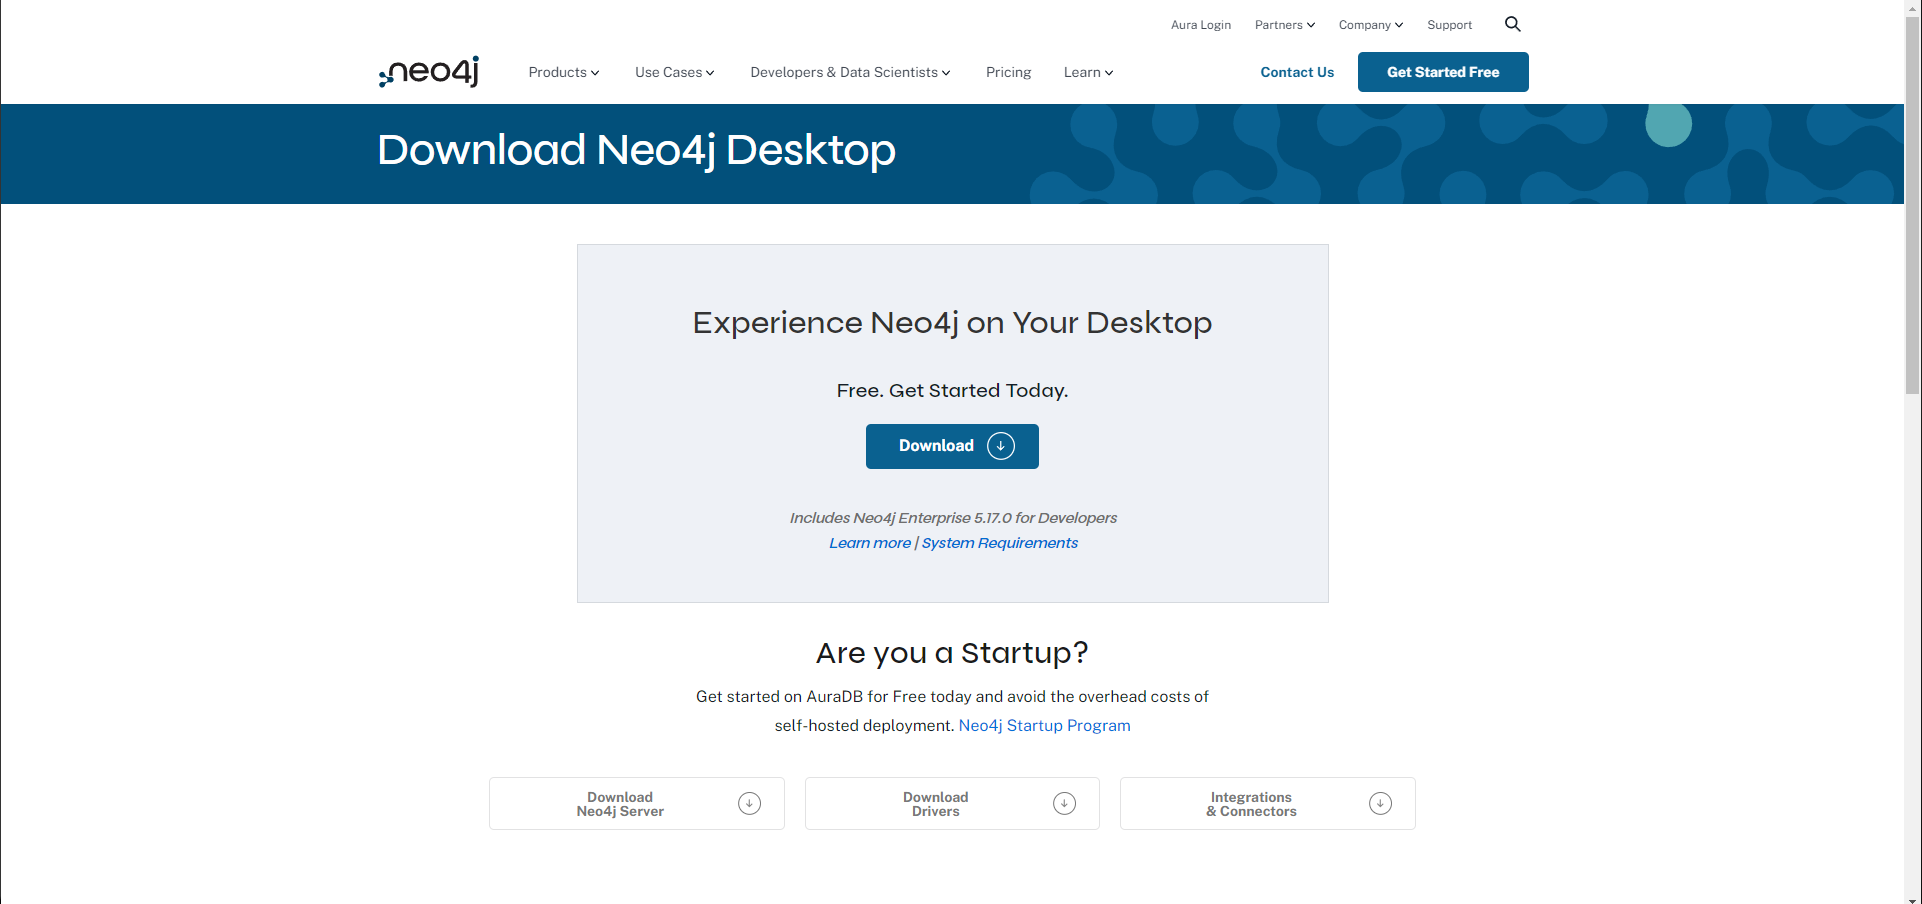 Aura Login Partners Company Support
neo4j Products Use Cases Developers & Data Scientists Pricing Learn Contact Us Get Started Free
Download Neo4j Desktop
Experience Neo4j on Your Desktop
Free. Get Started Today.
Download
Includes Neo4j Enterprise 5.17.0 for Developers
Learn more | System Requirements
Are you a Startup?
Get started on AuraDB for Free today and avoid the overhead costs of
self-hosted deployment. Neo4j Startup Program
Download
Neo4j Server
Download
Drivers
Integrations
& Connectors